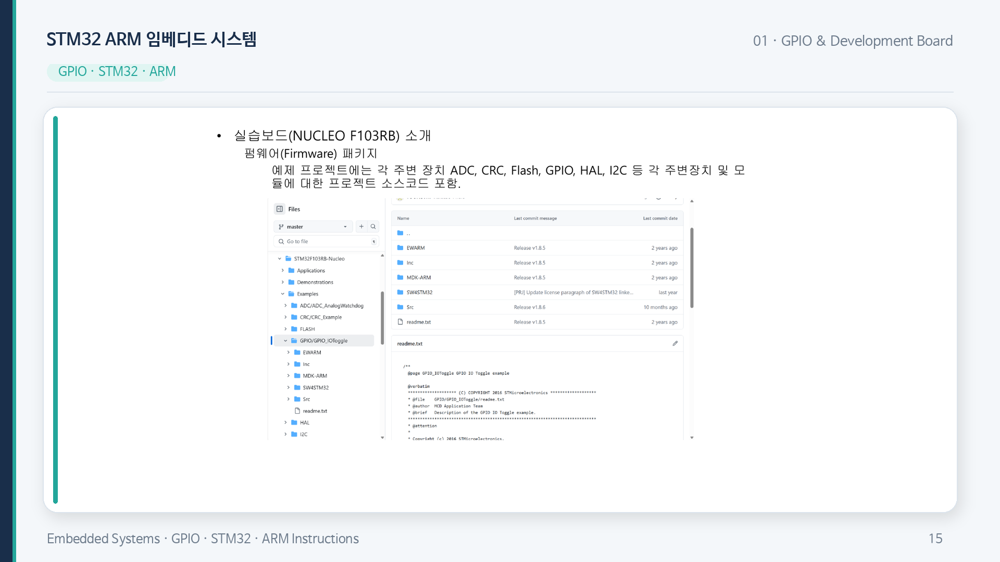 STM32 ARM 임베디드 시스템
01 · GPIO & Development Board
GPIO · STM32 · ARM
• 실습보드(NUCLEO F103RB) 소개
펌웨어(Firmware) 패키지
예제 프로젝트에는 각 주변 장치 ADC, CRC, Flash, GPIO, HAL, I2C 등 각 주변장치 및 모
듈에 대한 프로젝트 소스코드 포함.
Files
master
Go to file
t
STM32F103RB-Nucleo
Applications
Demonstrations
Examples
ADC/ADC_AnalogWatchdog
CRC/CRC_Example
FLASH
GPIO/GPIO_IOToggle
EWARM
Inc
MDK-ARM
SW4STM32
Src
readme.txt
HAL
I2C
Name Last commit message Last commit date
..
EWARM Release v1.8.5 2 years ago
Inc Release v1.8.5 2 years ago
MDK-ARM Release v1.8.5 2 years ago
SW4STM32 [PRJ] Update license paragraph of SW4STM32 linke... last year
Src Release v1.8.6 10 months ago
readme.txt Release v1.8.5 2 years ago
readme.txt
/**
@page GPIO_IOToggle GPIO IO Toggle example
@verbatim
******************** (C) COPYRIGHT 2016 STMicroelectronics *******************
* @file GPIO/GPIO_IOToggle/readme.txt
* @author MCD Application Team
* @brief Description of the GPIO IO Toggle example.
******************************************************************************
* @attention
*
* Copyright (c) 2016 STMicroelectronics.
Embedded Systems · GPIO · STM32 · ARM Instructions
15